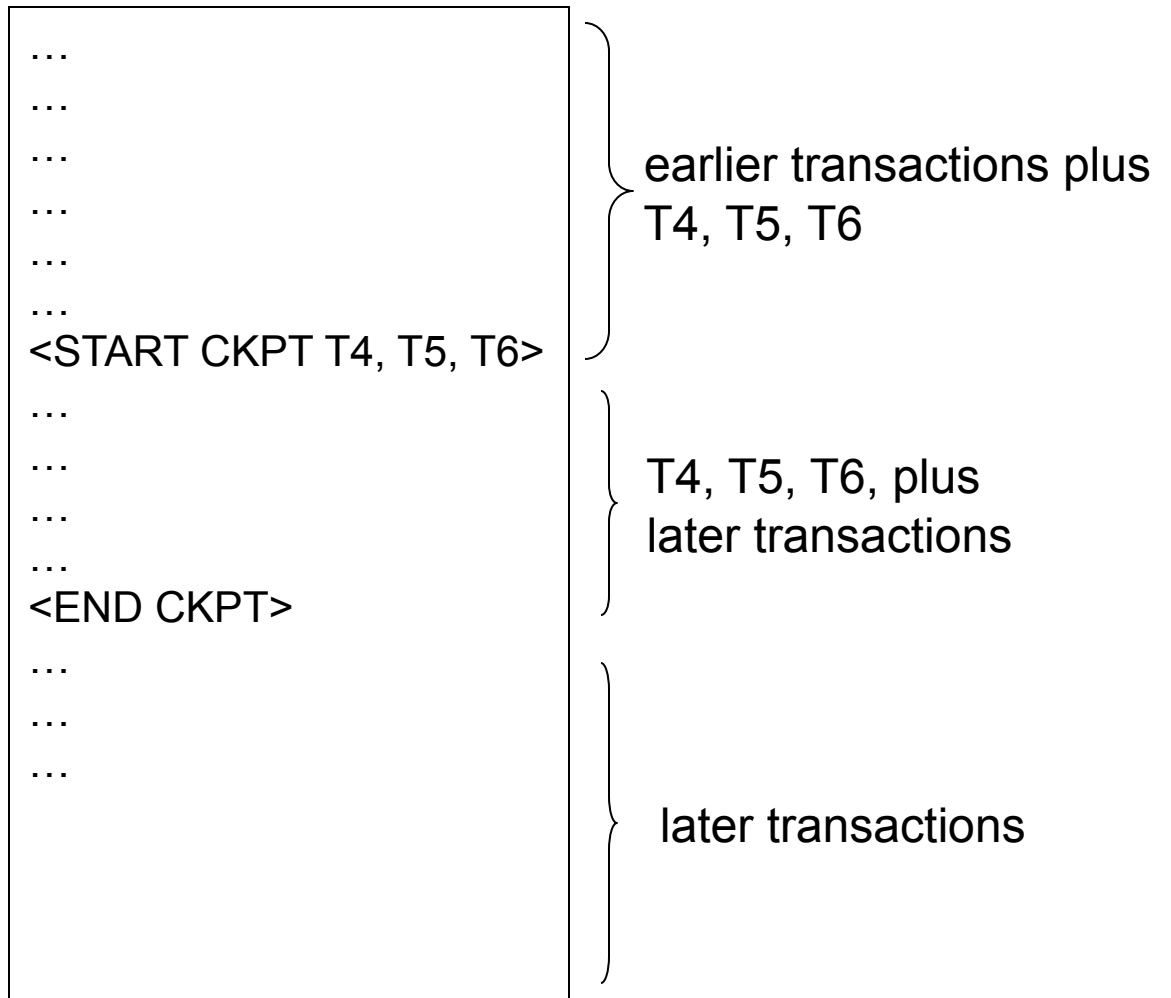 …
…
…
…
…
…
<START CKPT T4, T5, T6>
…
…
…
…
<END CKPT>
…
…
…
earlier transactions plus
T4, T5, T6
T4, T5, T6, plus
later transactions
later transactions